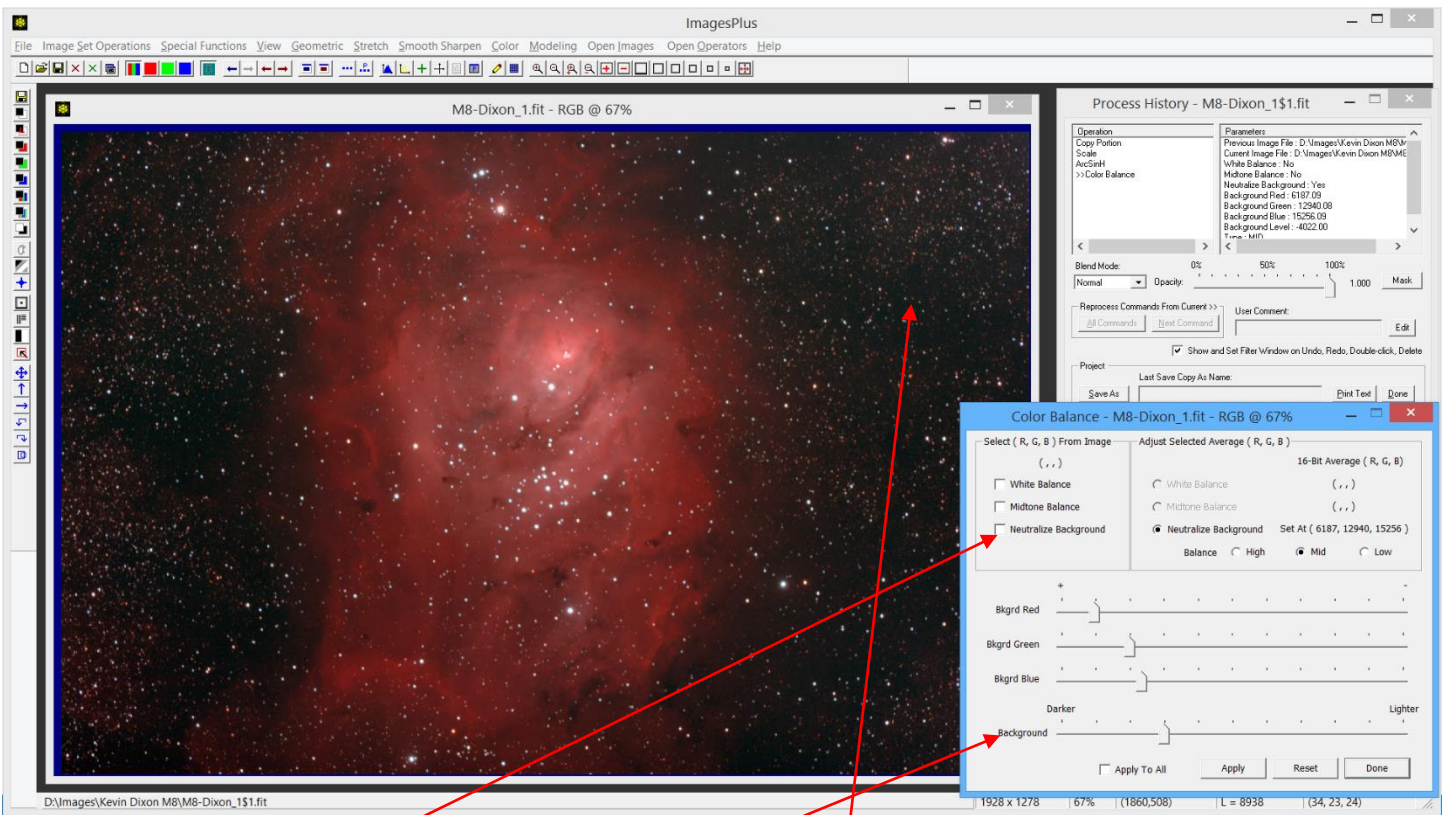 ImagesPlus
File Image Set Operations Special Functions View Geometric Stretch Smooth Sharpen Color Modeling Open Images Open Operators Help
M8-Dixon_1.fit - RGB @ 67%
Process History - M8-Dixon_1$1.fit
Operation
Copy Portion
Scale
ArcSinH
>>Color Balance
Parameters
Previous Image File : D:\Images\Kevin Dixon M8\M
Current Image File : D:\Images\Kevin Dixon M8\M8
White Balance : No
Midtone Balance : No
Neutralize Background : Yes
Background Red : 6187.09
Background Green : 12940.08
Background Blue : 15256.09
Background Level : -4022.00
Type : MID
Blend Mode: 0% 50% 100%
Normal Opacity: 1.000 Mask
Reprocess Commands From Current >> User Comment:
All Commands Next Command Edit
Show and Set Filter Window on Undo, Redo, Double-click, Delete
Project
Last Save Copy As Name:
Save As Print Text Done
Color Balance - M8-Dixon_1.fit - RGB @ 67%
Select ( R, G, B ) From Image Adjust Selected Average ( R, G, B )
( , , ) 16-Bit Average ( R, G, B)
White Balance White Balance ( , , )
Midtone Balance Midtone Balance ( , , )
Neutralize Background Neutralize Background Set At ( 6187, 12940, 15256 )
Balance High Mid Low
+ -
Bkgrd Red
Bkgrd Green
Bkgrd Blue
Darker Lighter
Background
Apply To All Apply Reset Done
D:\Images\Kevin Dixon M8\M8-Dixon_1$1.fit 1928 x 1278 67% (1860,508) L = 8938 (34, 23, 24)